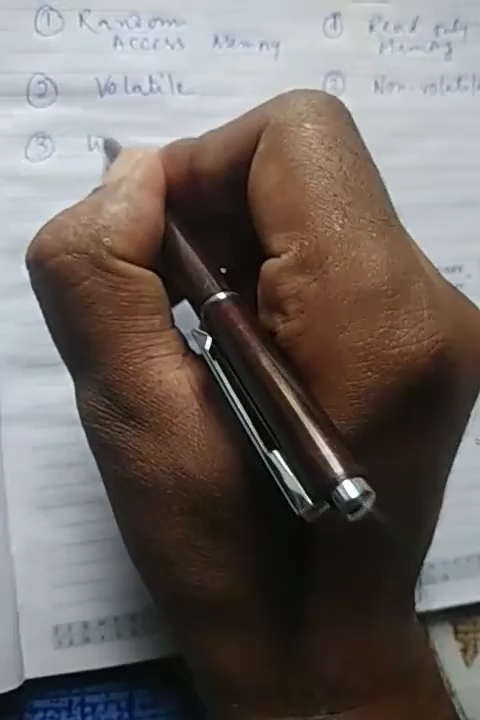 ① Random
Access Memory
② Volatile
③
① Read only
Memory
② Non-volatile